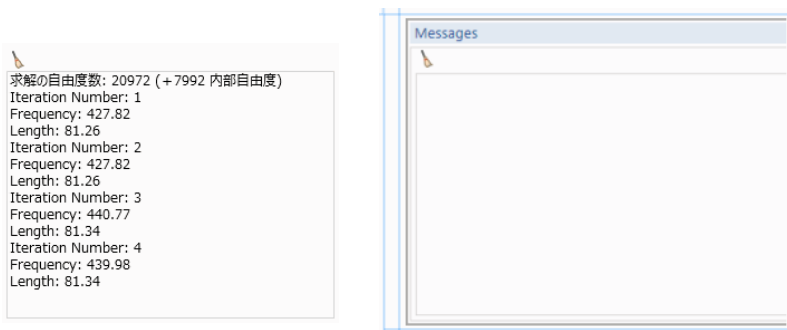 求解の自由度数: 20972 (+7992 内部自由度)
Iteration Number: 1
Frequency: 427.82
Length: 81.26
Iteration Number: 2
Frequency: 427.82
Length: 81.26
Iteration Number: 3
Frequency: 440.77
Length: 81.34
Iteration Number: 4
Frequency: 439.98
Length: 81.34
Messages